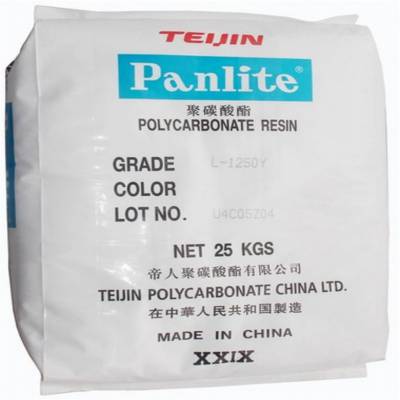 TEIJIN
Panlite®
聚碳酸酯
POLYCARBONATE RESIN
GRADE L-1250Y
COLOR
LOT NO. U4C05Z04
NET 25 KGS
帝人聚碳酸酯有限公司
TEIJIN POLYCARBONATE CHINA LTD.
在中華人民共和国製造
MADE IN CHINA
XXIX